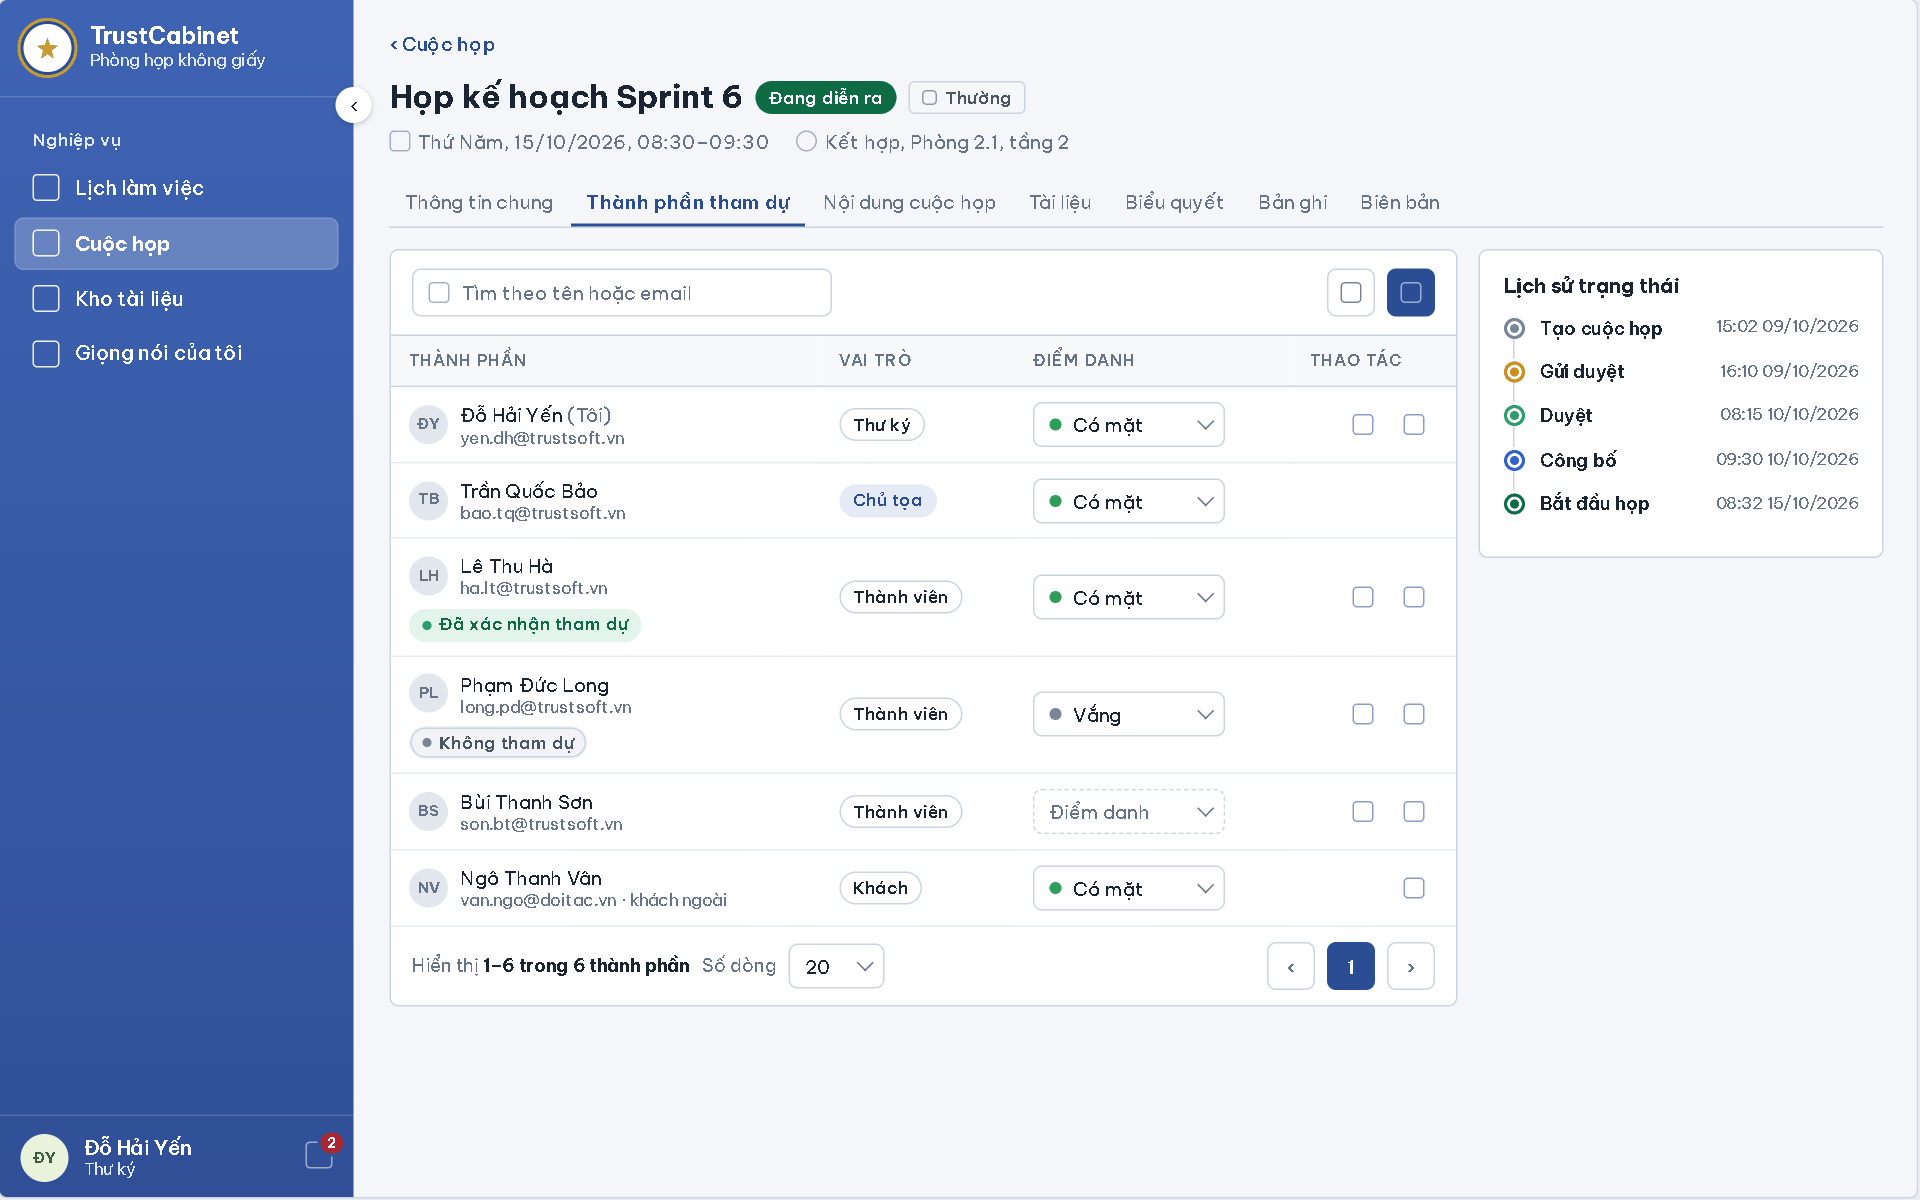 TrustCabinet
Phòng họp không giấy
Nghiệp vụ
Lịch làm việc
Cuộc họp
Kho tài liệu
Giọng nói của tôi
ĐY
Đỗ Hải Yến
Thư ký
2
‹ Cuộc họp
Họp kế hoạch Sprint 6
Đang diễn ra
Thường
Thứ Năm, 15/10/2026, 08:30–09:30
Kết hợp, Phòng 2.1, tầng 2
Thông tin chung
Thành phần tham dự
Nội dung cuộc họp
Tài liệu
Biểu quyết
Bản ghi
Biên bản
Tìm theo tên hoặc email
THÀNH PHẦN
VAI TRÒ
ĐIỂM DANH
THAO TÁC
ĐY
Đỗ Hải Yến (Tôi)
yen.dh@trustsoft.vn
Thư ký
Có mặt
TB
Trần Quốc Bảo
bao.tq@trustsoft.vn
Chủ tọa
Có mặt
LH
Lê Thu Hà
ha.lt@trustsoft.vn
Đã xác nhận tham dự
Thành viên
Có mặt
PL
Phạm Đức Long
long.pd@trustsoft.vn
Không tham dự
Thành viên
Vắng
BS
Bùi Thanh Sơn
son.bt@trustsoft.vn
Thành viên
Điểm danh
NV
Ngô Thanh Vân
van.ngo@doitac.vn · khách ngoài
Khách
Có mặt
Hiển thị 1–6 trong 6 thành phần
Số dòng
20
‹
1
›
Lịch sử trạng thái
Tạo cuộc họp
15:02 09/10/2026
Gửi duyệt
16:10 09/10/2026
Duyệt
08:15 10/10/2026
Công bố
09:30 10/10/2026
Bắt đầu họp
08:32 15/10/2026